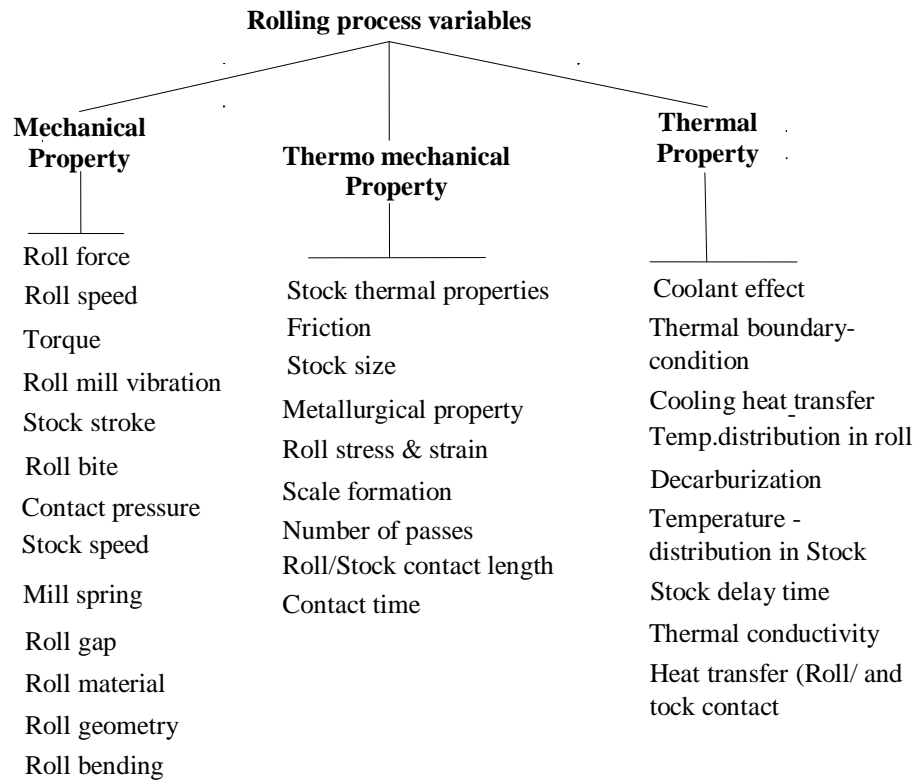 Rolling process variables
Mechanical
Property
Roll force
Roll speed
Torque
Roll mill vibration
Stock stroke
Roll bite
Contact pressure
Stock speed
Mill spring
Roll gap
Roll material
Roll geometry
Roll bending
Thermo mechanical
Property
Stock thermal properties
Friction
Stock size
Metallurgical property
Roll stress & strain
Scale formation
Number of passes
Roll/Stock contact length
Contact time
Thermal
Property
Coolant effect
Thermal boundary-
condition
Cooling heat transfer
Temp.distribution in roll
Decarburization
Temperature -
distribution in Stock
Stock delay time
Thermal conductivity
Heat transfer (Roll/ and
tock contact